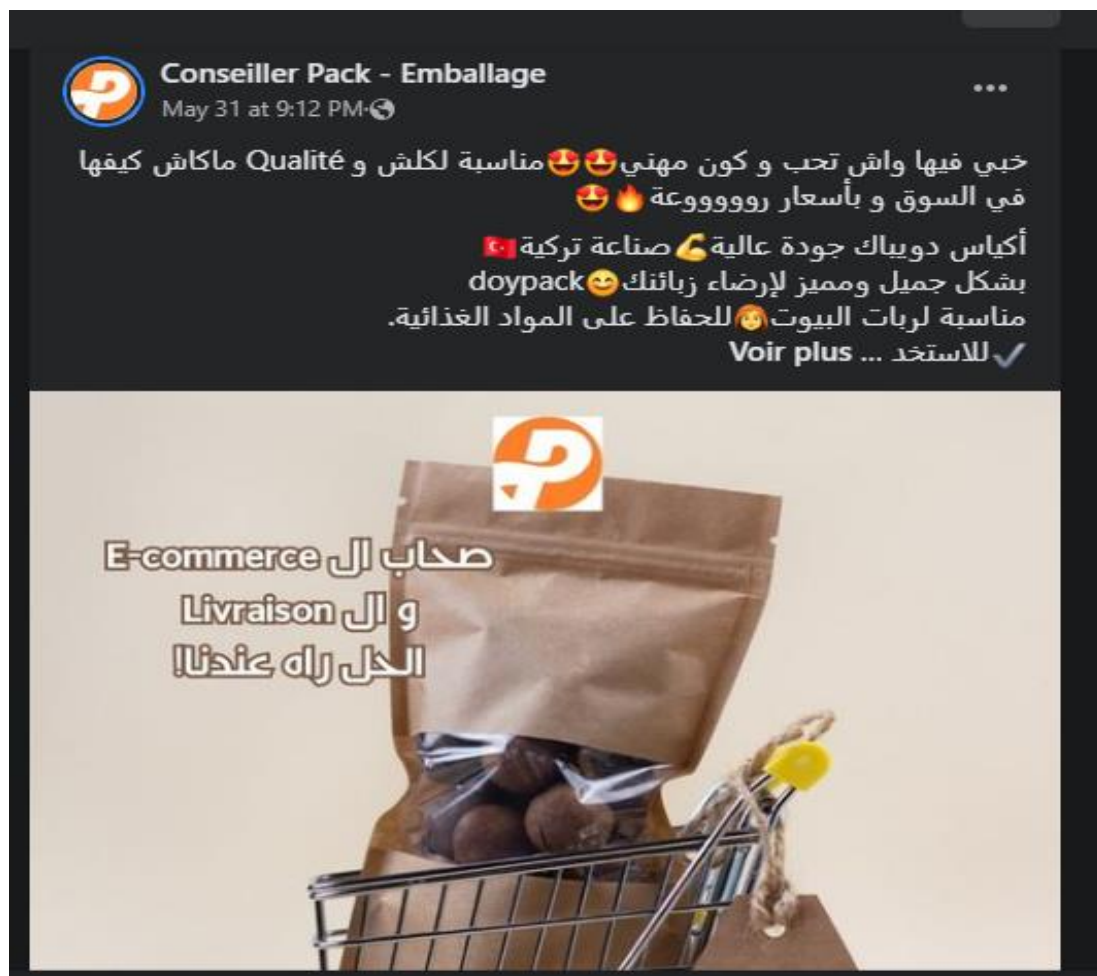 Conseiller Pack - Emballage
May 31 at 9:12 PM·
خبي فيها واش تحب و كون مهني🤩🤩مناسبة لكلش و Qualité ماكاش كيفها
في السوق و بأسعار روووووعة🔥🤩
أكياس دويباك جودة عالية💪صناعة تركية🇹🇷
بشكل جميل ومميز لإرضاء زبائنك😊doypack
مناسبة لربات البيوت👩للحفاظ على المواد الغذائية.
✔️للاستخد ... Voir plus
صحاب ال E-commerce
و ال Livraison
الحل راه عندنا!